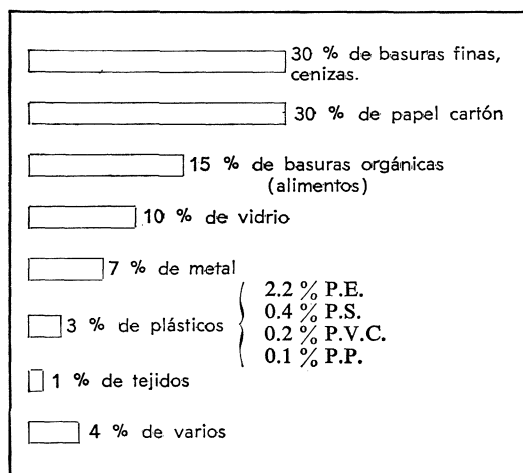 30 % de basuras finas,
cenizas.
30 % de papel cartón
15 % de basuras orgánicas
(alimentos)
10 % de vidrio
7 % de metal
3 % de plásticos
2.2 % P.E.
0.4 % P.S.
0.2 % P.V.C.
0.1 % P.P.
1 % de tejidos
4 % de varios